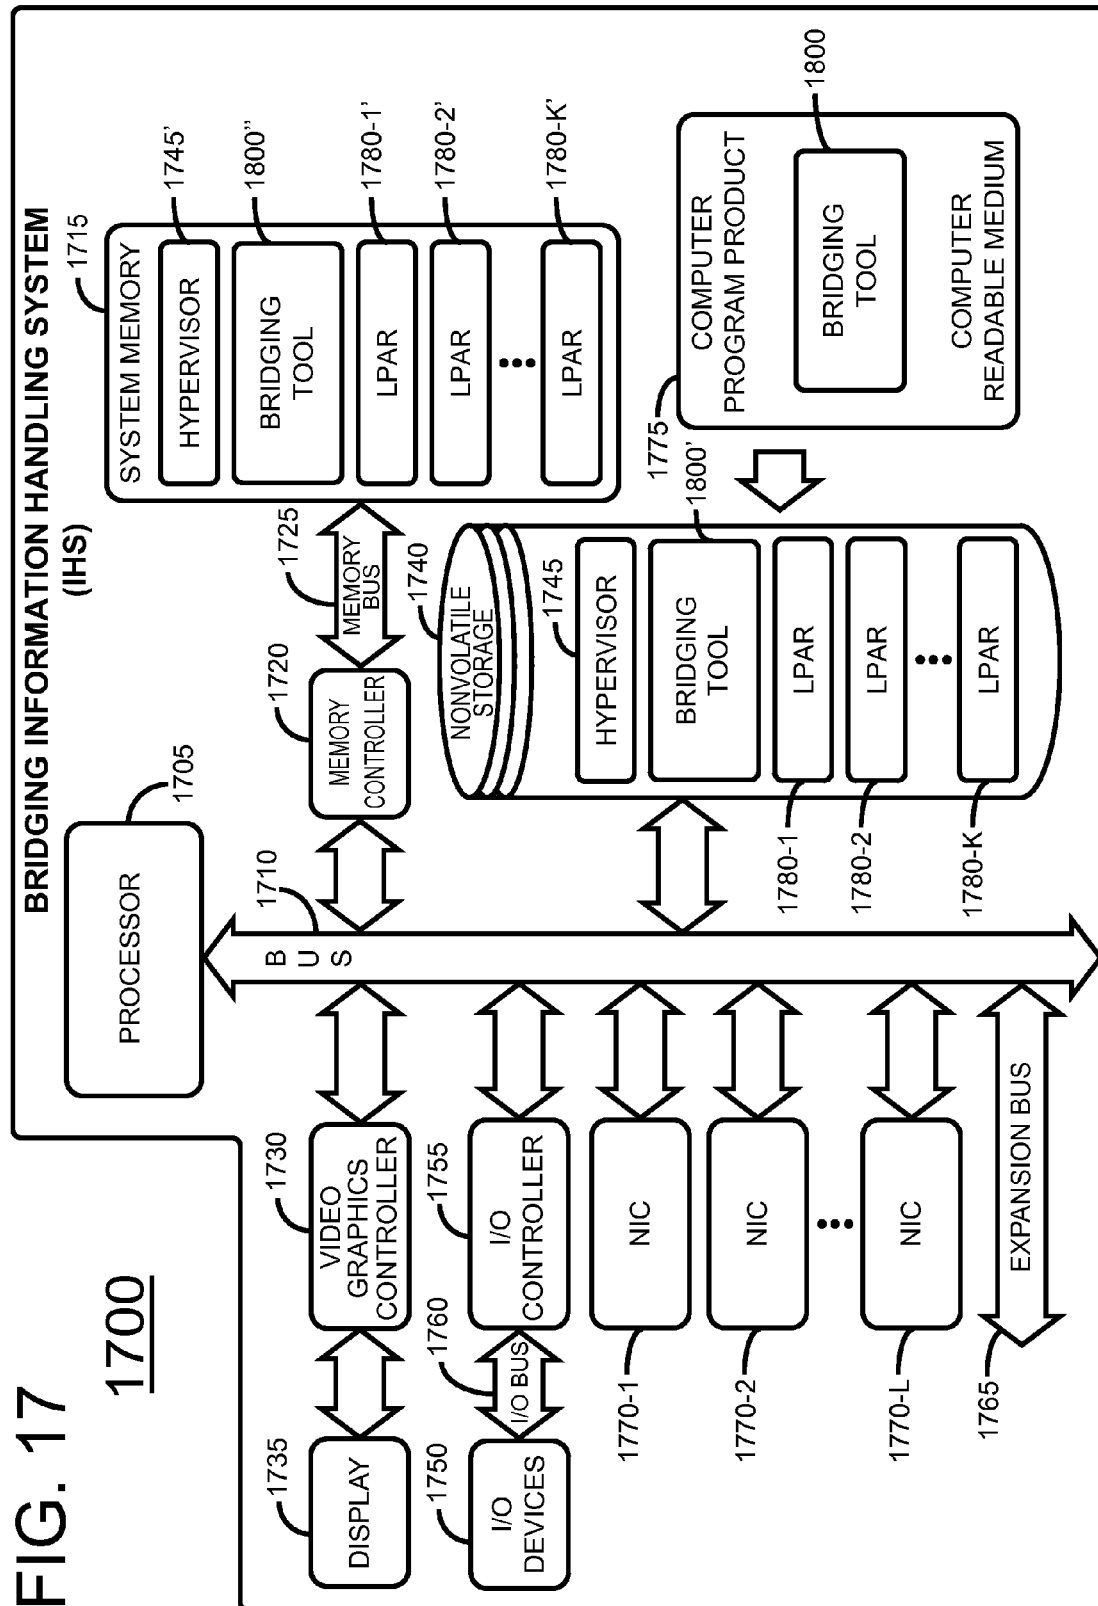 FIG. 17
1700
BRIDGING INFORMATION HANDLING SYSTEM
(IHS)
PROCESSOR
1705
BUS
1710
1735
DISPLAY
1730
VIDEO
GRAPHICS
CONTROLLER
1720
MEMORY
CONTROLLER
1725
MEMORY
BUS
1715
SYSTEM MEMORY
HYPERVISOR
1745’
BRIDGING
TOOL
1800”
LPAR
1780-1’
LPAR
1780-2’
LPAR
1780-K’
1750
I/O
DEVICES
1760
I/O BUS
1755
I/O
CONTROLLER
1740
NONVOLATILE
STORAGE
1745
HYPERVISOR
BRIDGING
TOOL
1800’
LPAR
1780-1
LPAR
1780-2
LPAR
1780-K
1775
COMPUTER
PROGRAM PRODUCT
BRIDGING
TOOL
1800
COMPUTER
READABLE MEDIUM
NIC
1770-1
NIC
1770-2
NIC
1770-L
EXPANSION BUS
1765